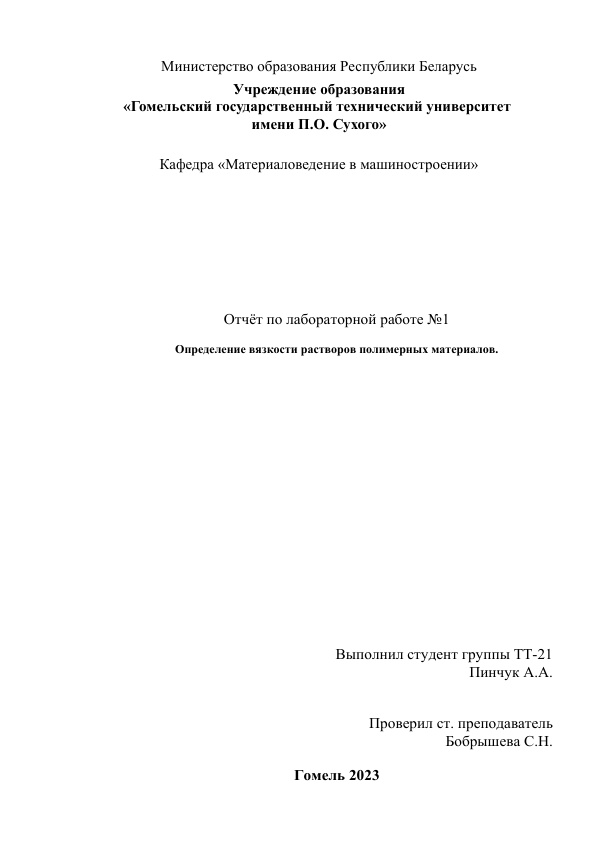 Министерство образования Республики Беларусь
Учреждение образования
«Гомельский государственный технический университет
имени П.О. Сухого»
Кафедра «Материаловедение в машиностроении»
Отчёт по лабораторной работе №1
Определение вязкости растворов полимерных материалов.
Выполнил студент группы ТТ-21
Пинчук А.А.
Проверил ст. преподаватель
Бобрышева С.Н.
Гомель 2023